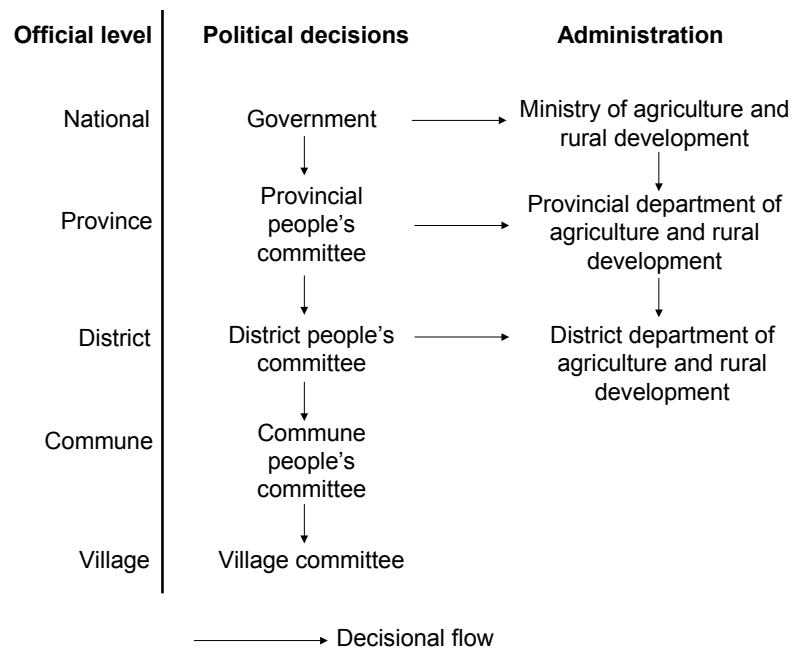 Official level
Political decisions
Administration
National
Government
Ministry of agriculture and
rural development
Province
Provincial
people's
committee
Provincial department of
agriculture and rural
development
District
District people's
committee
District department of
agriculture and rural
development
Commune
Commune
people's
committee
Village
Village committee
Decisional flow